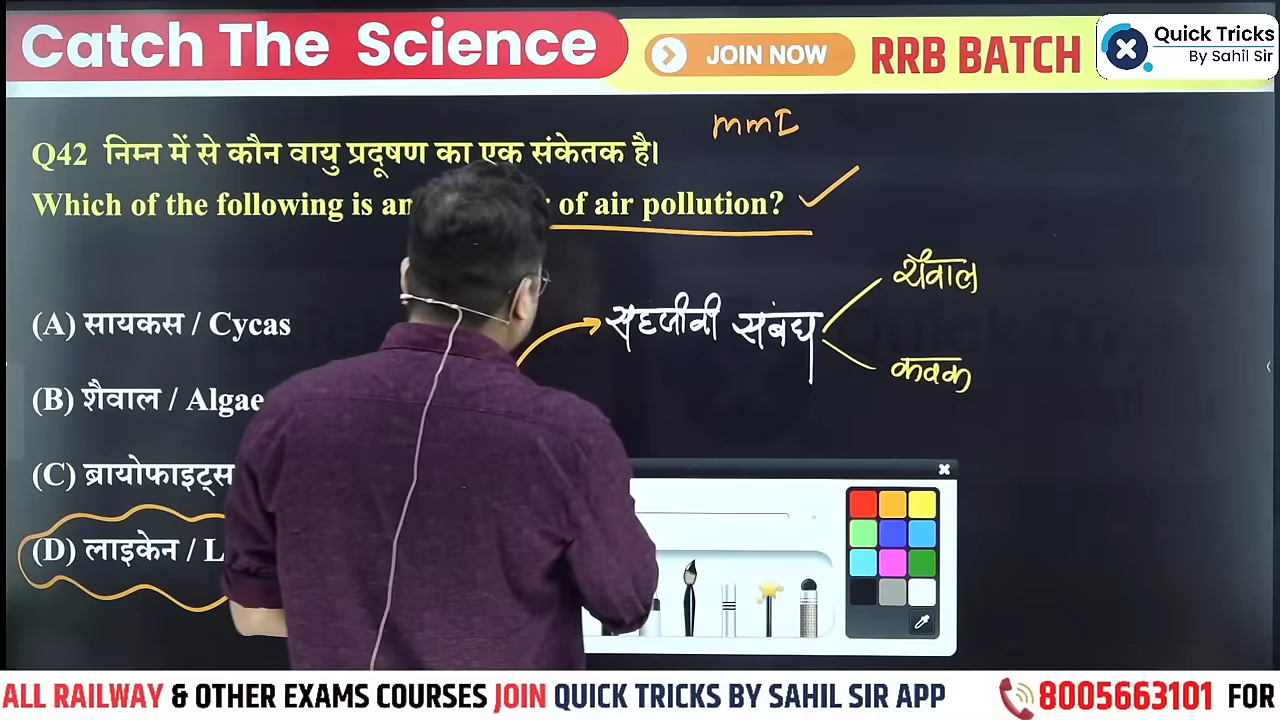 Catch The Science
JOIN NOW
RRB BATCH
Quick Tricks
By Sahil Sir
mmI
Q42 निम्न में से कौन वायु प्रदूषण का एक संकेतक है।
Which of the following is an of air pollution?
(A) सायकस / Cycas
(B) शैवाल / Algae
(C) ब्रायोफाइट्स
(D) लाइकेन / L
सहजीवी संबंध
शैवाल
कवक
ALL RAILWAY & OTHER EXAMS COURSES JOIN QUICK TRICKS BY SAHIL SIR APP
8005663101 FOR